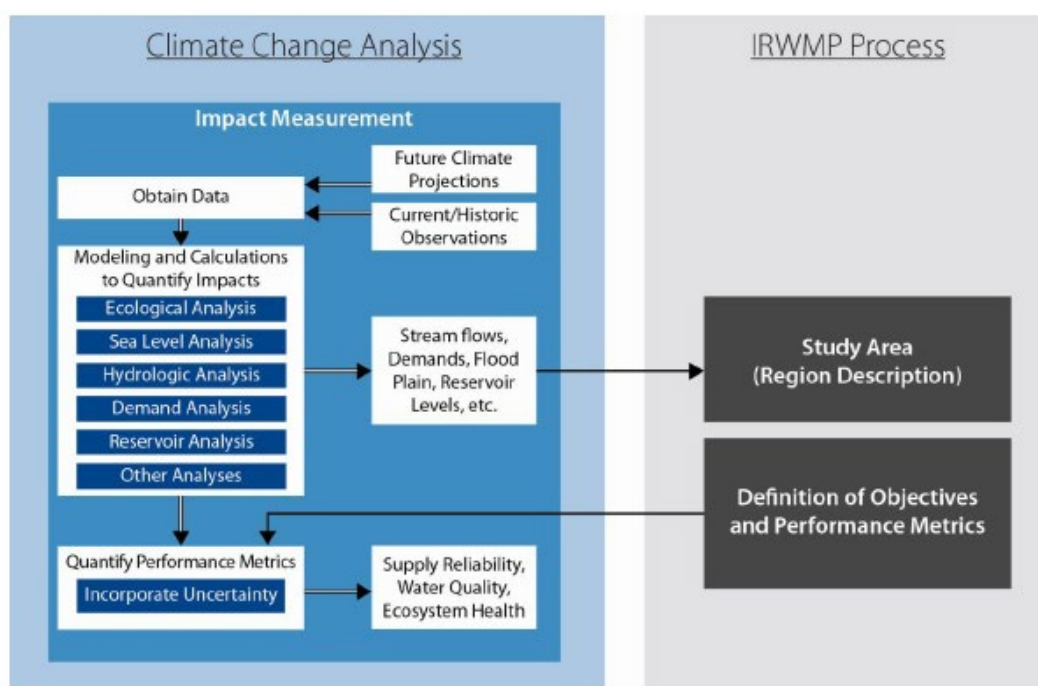 Climate Change Analysis
Impact Measurement
Obtain Data
Future Climate
Projections
Current/Historic
Observations
Modeling and Calculations
to Quantify Impacts
Ecological Analysis
Sea Level Analysis
Hydrologic Analysis
Demand Analysis
Reservoir Analysis
Other Analyses
Stream flows,
Demands, Flood
Plain, Reservoir
Levels, etc.
Quantify Performance Metrics
Incorporate Uncertainty
Supply Reliability,
Water Quality,
Ecosystem Health
IRWMP Process
Study Area
(Region Description)
Definition of Objectives
and Performance Metrics